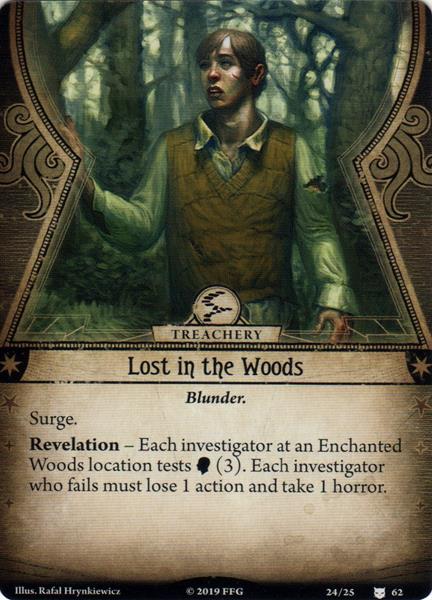 TREACHERY
Lost in the Woods
Blunder.
Surge.
Revelation – Each investigator at an Enchanted
Woods location tests (3). Each investigator
who fails must lose 1 action and take 1 horror.
Illus. Rafał Hrynkiewicz © 2019 FFG 24/25 62